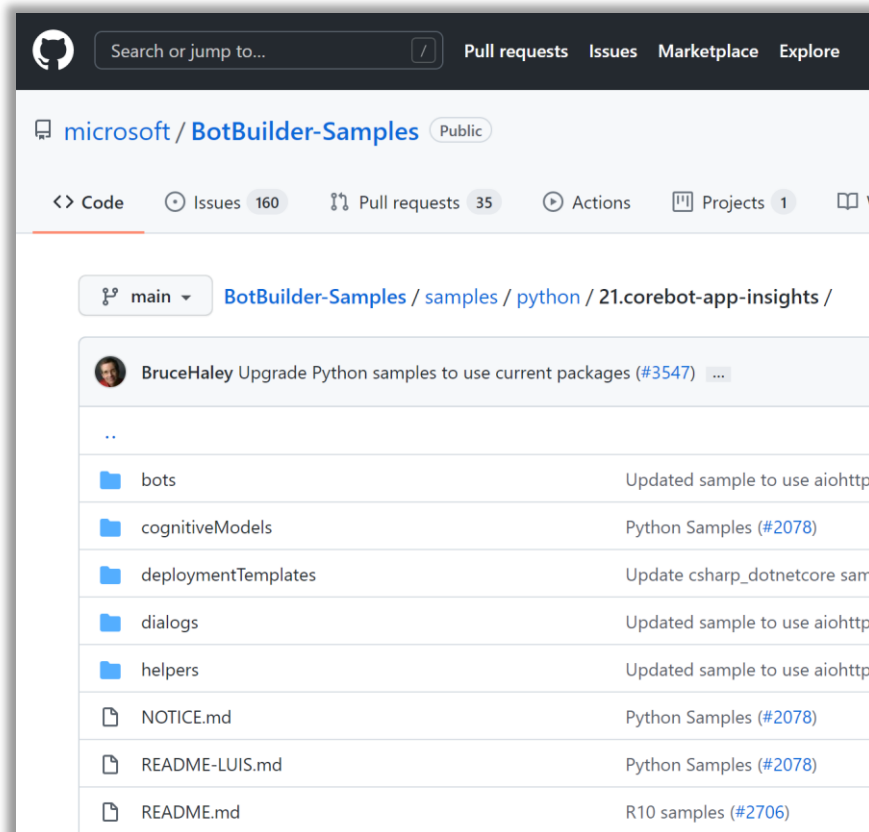 Search or jump to... / Pull requests Issues Marketplace Explore
microsoft / BotBuilder-Samples Public
<> Code Issues 160 Pull requests 35 Actions Projects 1
main BotBuilder-Samples / samples / python / 21.corebot-app-insights /
BruceHaley Upgrade Python samples to use current packages (#3547) ...
..
bots Updated sample to use aiohttp
cognitiveModels Python Samples (#2078)
deploymentTemplates Update csharp_dotnetcore sam
dialogs Updated sample to use aiohttp
helpers Updated sample to use aiohttp
NOTICE.md Python Samples (#2078)
README-LUIS.md Python Samples (#2078)
README.md R10 samples (#2706)